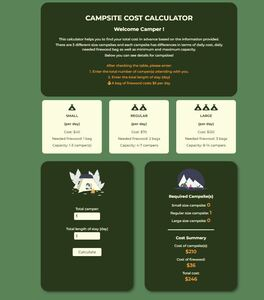 CAMPSITE COST CALCULATOR
Welcome Camper !
This calculator helps you to find your total cost in advance based on the information provided.
There are 3 different size campsites and each campsite has differences in terms of daily cost, daily
needed firewood bag as well as minimum and maximum capacity.
Below you can see details for campsites!
After checking the table, please enter:
1. Enter the total number of camper(s) attending with you.
2. Enter the total length of stay (day)
A bag of firewood costs $3 per day
SMALL
(per day)
Cost: $40
Needed firewood: 1 bag
Capacity: 1-3 camper(s)
REGULAR
(per day)
Cost: $70
Needed firewood: 2 bags
Capacity: 4-7 campers
LARGE
(per day)
Needed firewood: 3 bags
Capacity: 8-14 campers
Total camper:
Total length of stay (day):
Calculate
Required Campsite(s)
Small size campsite: 0
Regular size campsite: 1
Large size campsite: 0
Cost Summary
Cost of campsite(s):
$210
Cost of firewood:
$36
Total cost:
$246